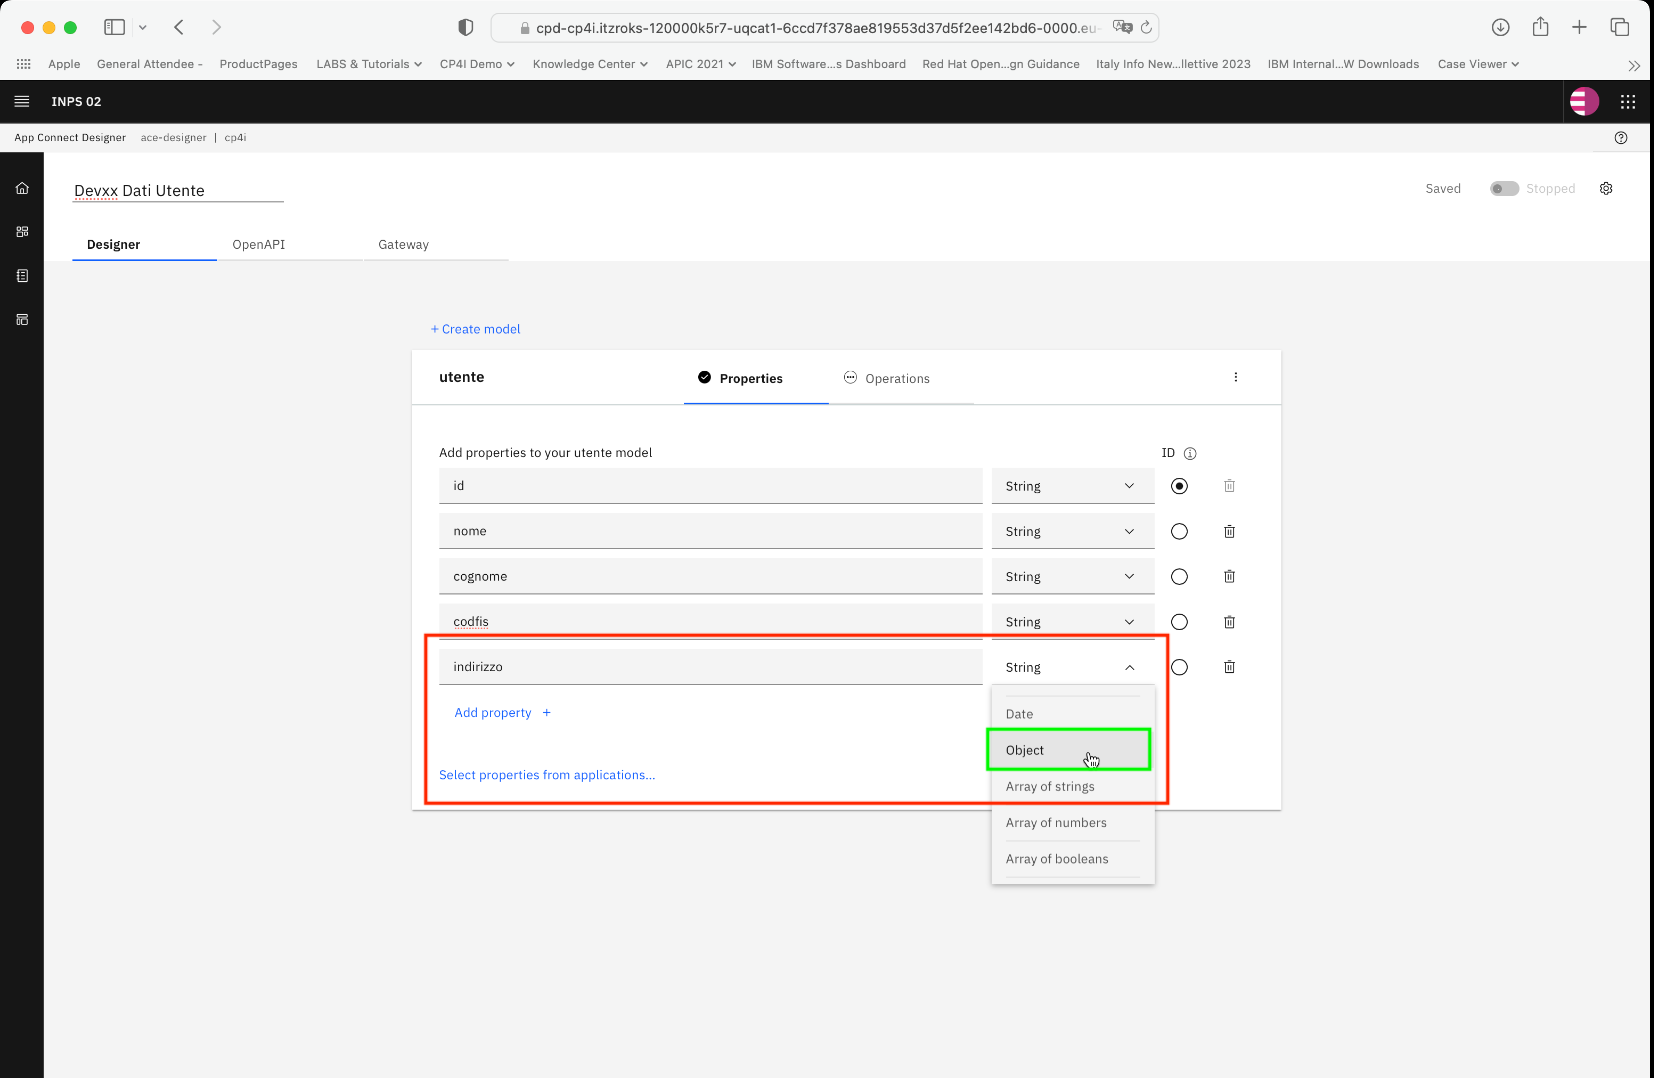 cpd-cp4i.itzroks-120000k5r7-uqcat1-6ccd7f378ae819553d37d5f2ee142bd6-0000.eu-
Apple General Attendee - ProductPages LABS & Tutorials CP4I Demo Knowledge Center APIC 2021 IBM Software...s Dashboard Red Hat Open...gn Guidance Italy Info New...llettive 2023 IBM Internal...W Downloads Case Viewer
INPS 02
App Connect Designer ace-designer | cp4i
Devxx Dati Utente
Saved Stopped
Designer OpenAPI Gateway
+ Create model
utente Properties Operations
Add properties to your utente model ID
id String
nome String
cognome String
codfis String
indirizzo String
Add property +
Date
Object
Select properties from applications...
Array of strings
Array of numbers
Array of booleans